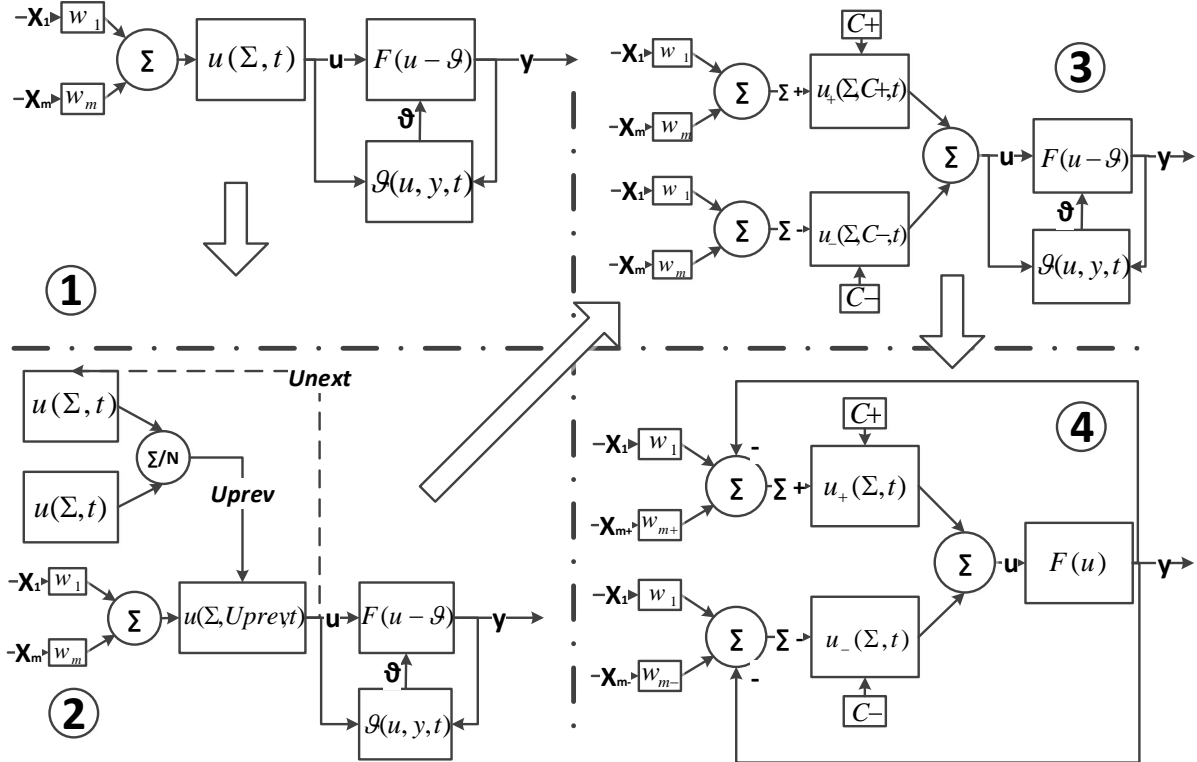 X₁ w₁
Σ
u(Σ,t)
u
F(u−ϑ)
y
Xₘ wₘ
ϑ
ϑ(u, y,t)
1
u(Σ,t)
Unext
Σ/N
u(Σ,t)
Uprev
X₁ w₁
Σ
u(Σ,Uprev,t)
u
F(u−ϑ)
y
Xₘ wₘ
ϑ
ϑ(u, y,t)
2
C+
X₁ w₁
Σ
Σ+
u₊(Σ,C+,t)
Xₘ wₘ
3
Σ
u
F(u−ϑ)
y
X₁ w₁
Σ
Σ-
u₋(Σ,C−,t)
Xₘ wₘ
C−
ϑ
ϑ(u, y,t)
C+
4
X₁ w₁
-
Σ
Σ+
u₊(Σ,t)
Xₘ₊ wₘ₊
Σ
u
F(u)
y
X₁ w₁
Σ
Σ-
u₋(Σ,t)
Xₘ₋ wₘ₋
-
C−